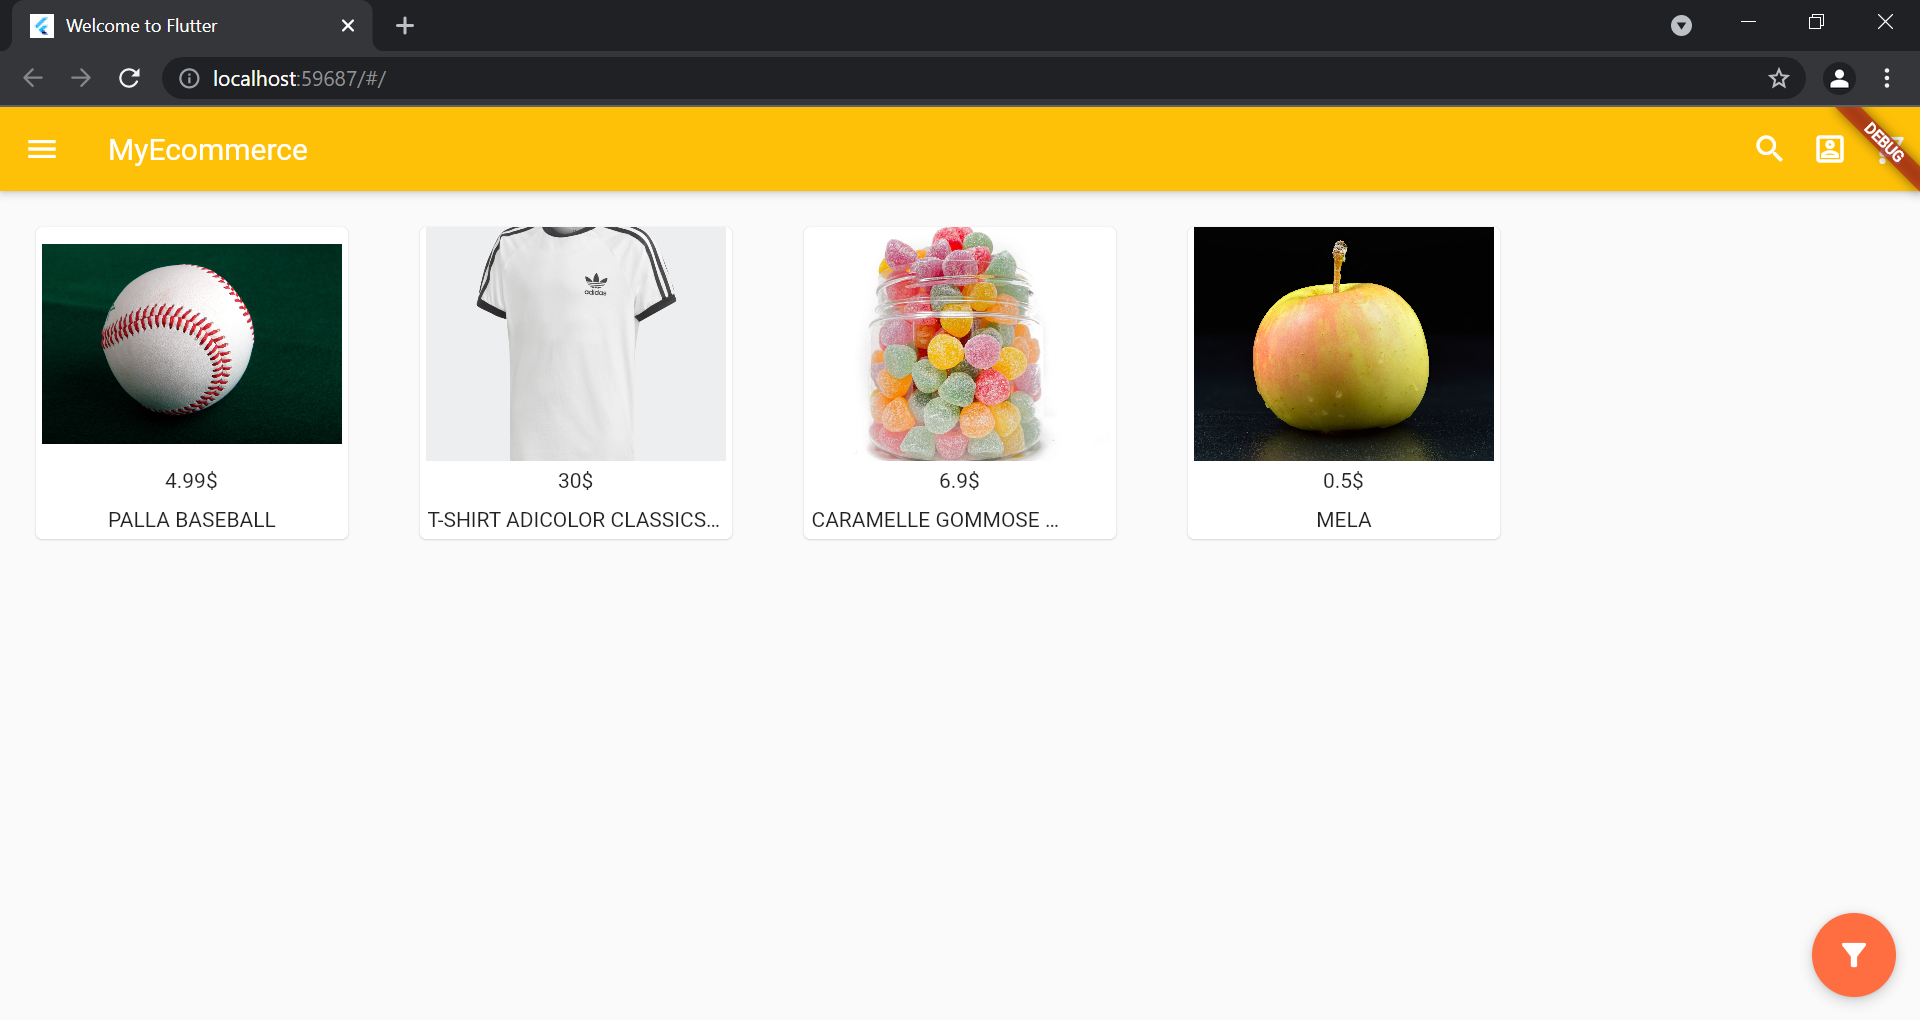 Welcome to Flutter
localhost:59687/#/
MyEcommerce
DEBUG
adidas
4.99$
PALLA BASEBALL
30$
T-SHIRT ADICOLOR CLASSICS...
6.9$
CARAMELLE GOMMOSE ...
0.5$
MELA